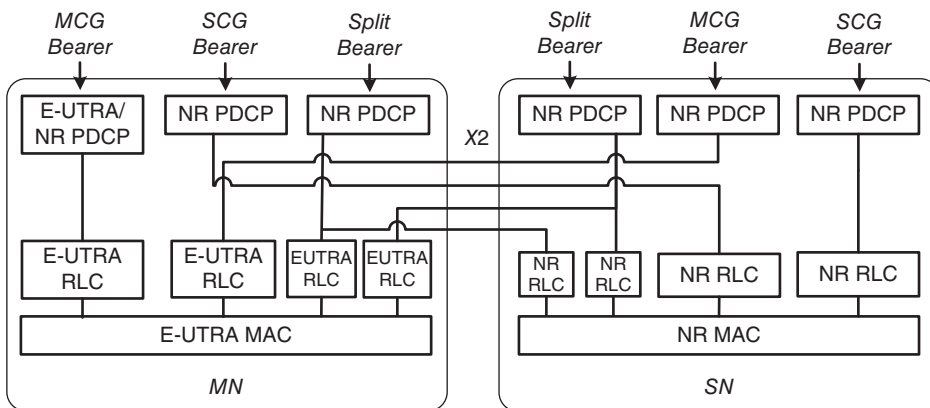 MCG
Bearer
SCG
Bearer
Split
Bearer
Split
Bearer
MCG
Bearer
SCG
Bearer
E-UTRA/
NR PDCP
NR PDCP
NR PDCP
X2
NR PDCP
NR PDCP
NR PDCP
E-UTRA
RLC
E-UTRA
RLC
EUTRA
RLC
EUTRA
RLC
NR
RLC
NR
RLC
NR RLC
NR RLC
E-UTRA MAC
NR MAC
MN
SN